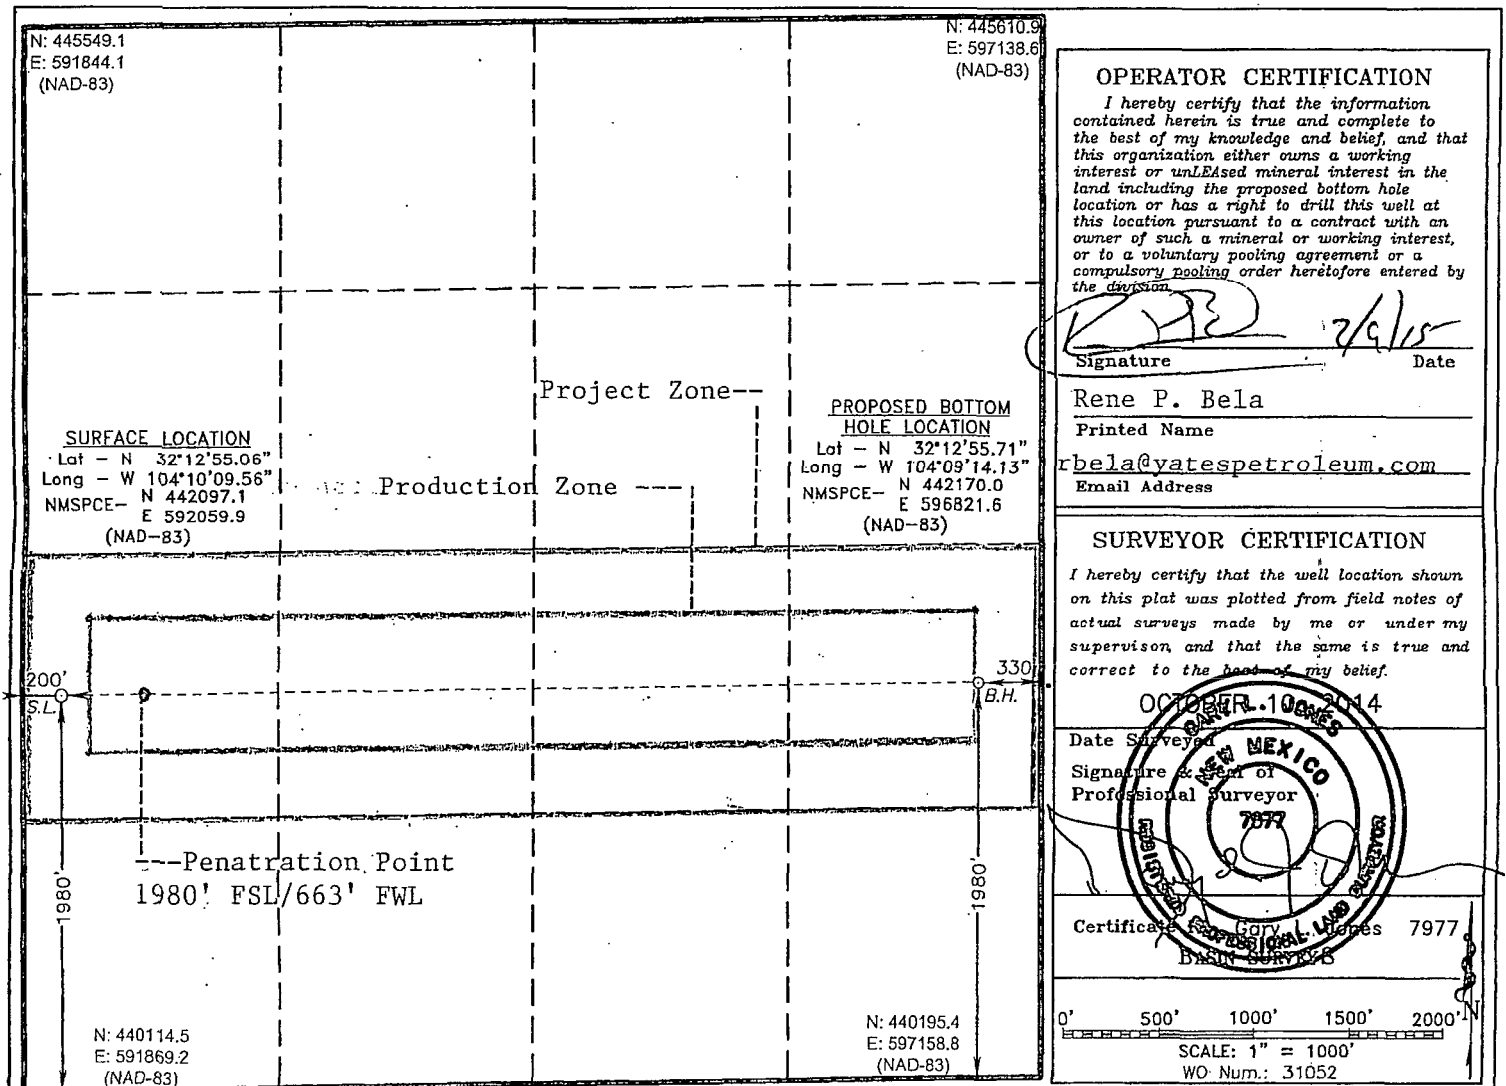 N: 445549.1
E: 591844.1
(NAD-83)
N: 445610.9
E: 597138.6
(NAD-83)
Project Zone--
SURFACE LOCATION
Lat - N 32°12'55.06"
Long - W 104°10'09.56"
NMSPCE- N 442097.1
E 592059.9
(NAD-83)
Production Zone ---
PROPOSED BOTTOM
HOLE LOCATION
Lat - N 32°12'55.71"
Long - W 104°09'14.13"
NMSPCE- N 442170.0
E 596821.6
(NAD-83)
200'
S.L.
330
B.H.
---Penatration Point
1980' FSL/663' FWL
1980'
1980'
N: 440114.5
E: 591869.2
(NAD-83)
N: 440195.4
E: 597158.8
(NAD-83)
OPERATOR CERTIFICATION
I hereby certify that the information
contained herein is true and complete to
the best of my knowledge and belief, and that
this organization either owns a working
interest or unLEAsed mineral interest in the
land including the proposed bottom hole
location or has a right to drill this well at
this location pursuant to a contract with an
owner of such a mineral or working interest,
or to a voluntary pooling agreement or a
compulsory pooling order heretofore entered by
the division
Signature Date
Rene P. Bela
Printed Name
rbela@yatespetroleum.com
Email Address
SURVEYOR CERTIFICATION
I hereby certify that the well location shown
on this plat was plotted from field notes of
actual surveys made by me or under my
supervison, and that the same is true and
correct to the best of my belief.
OCTOBER 10, 2014
Date Surveyed
Signature & Seal of
Professional Surveyor
GARY L. JONES
NEW MEXICO
7977
PROFESSIONAL LAND SURVEYOR
Certificate Gary L. Jones 7977
BASIN SURVEYS
0' 500' 1000' 1500' 2000'
N
SCALE: 1" = 1000'
WO Num.: 31052